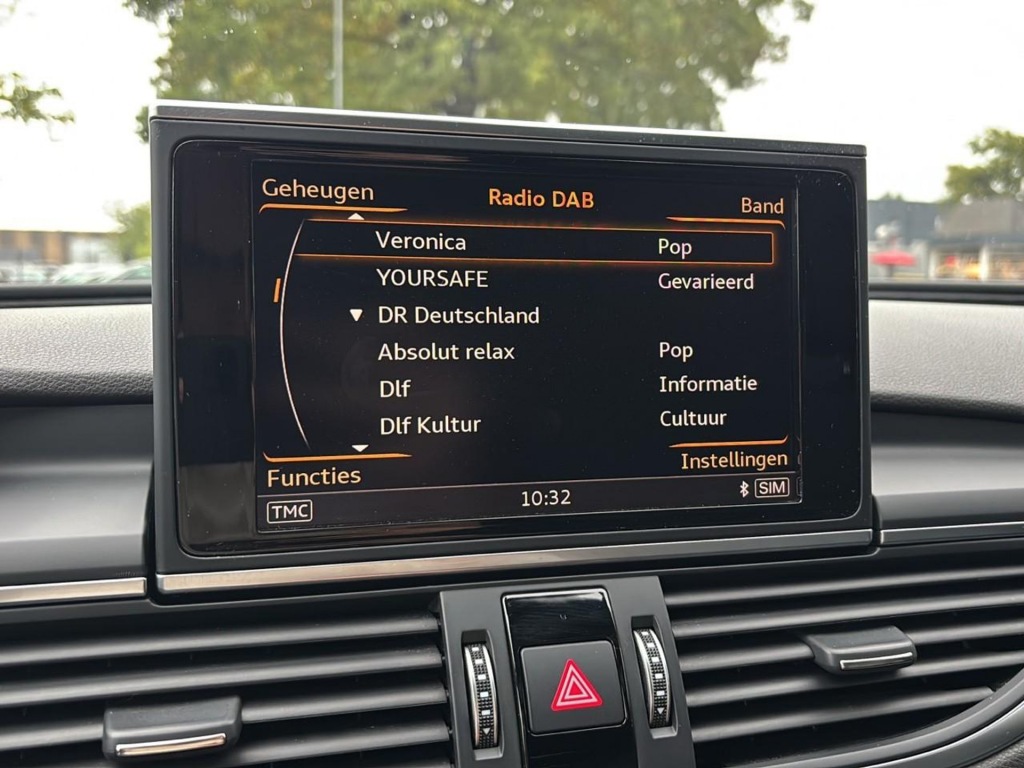 Geheugen Radio DAB Band
Veronica Pop
YOURSAFE Gevarieerd
DR Deutschland
Absolut relax Pop
Dlf Informatie
Dlf Kultur Cultuur
Functies Instellingen
TMC 10:32 SIM